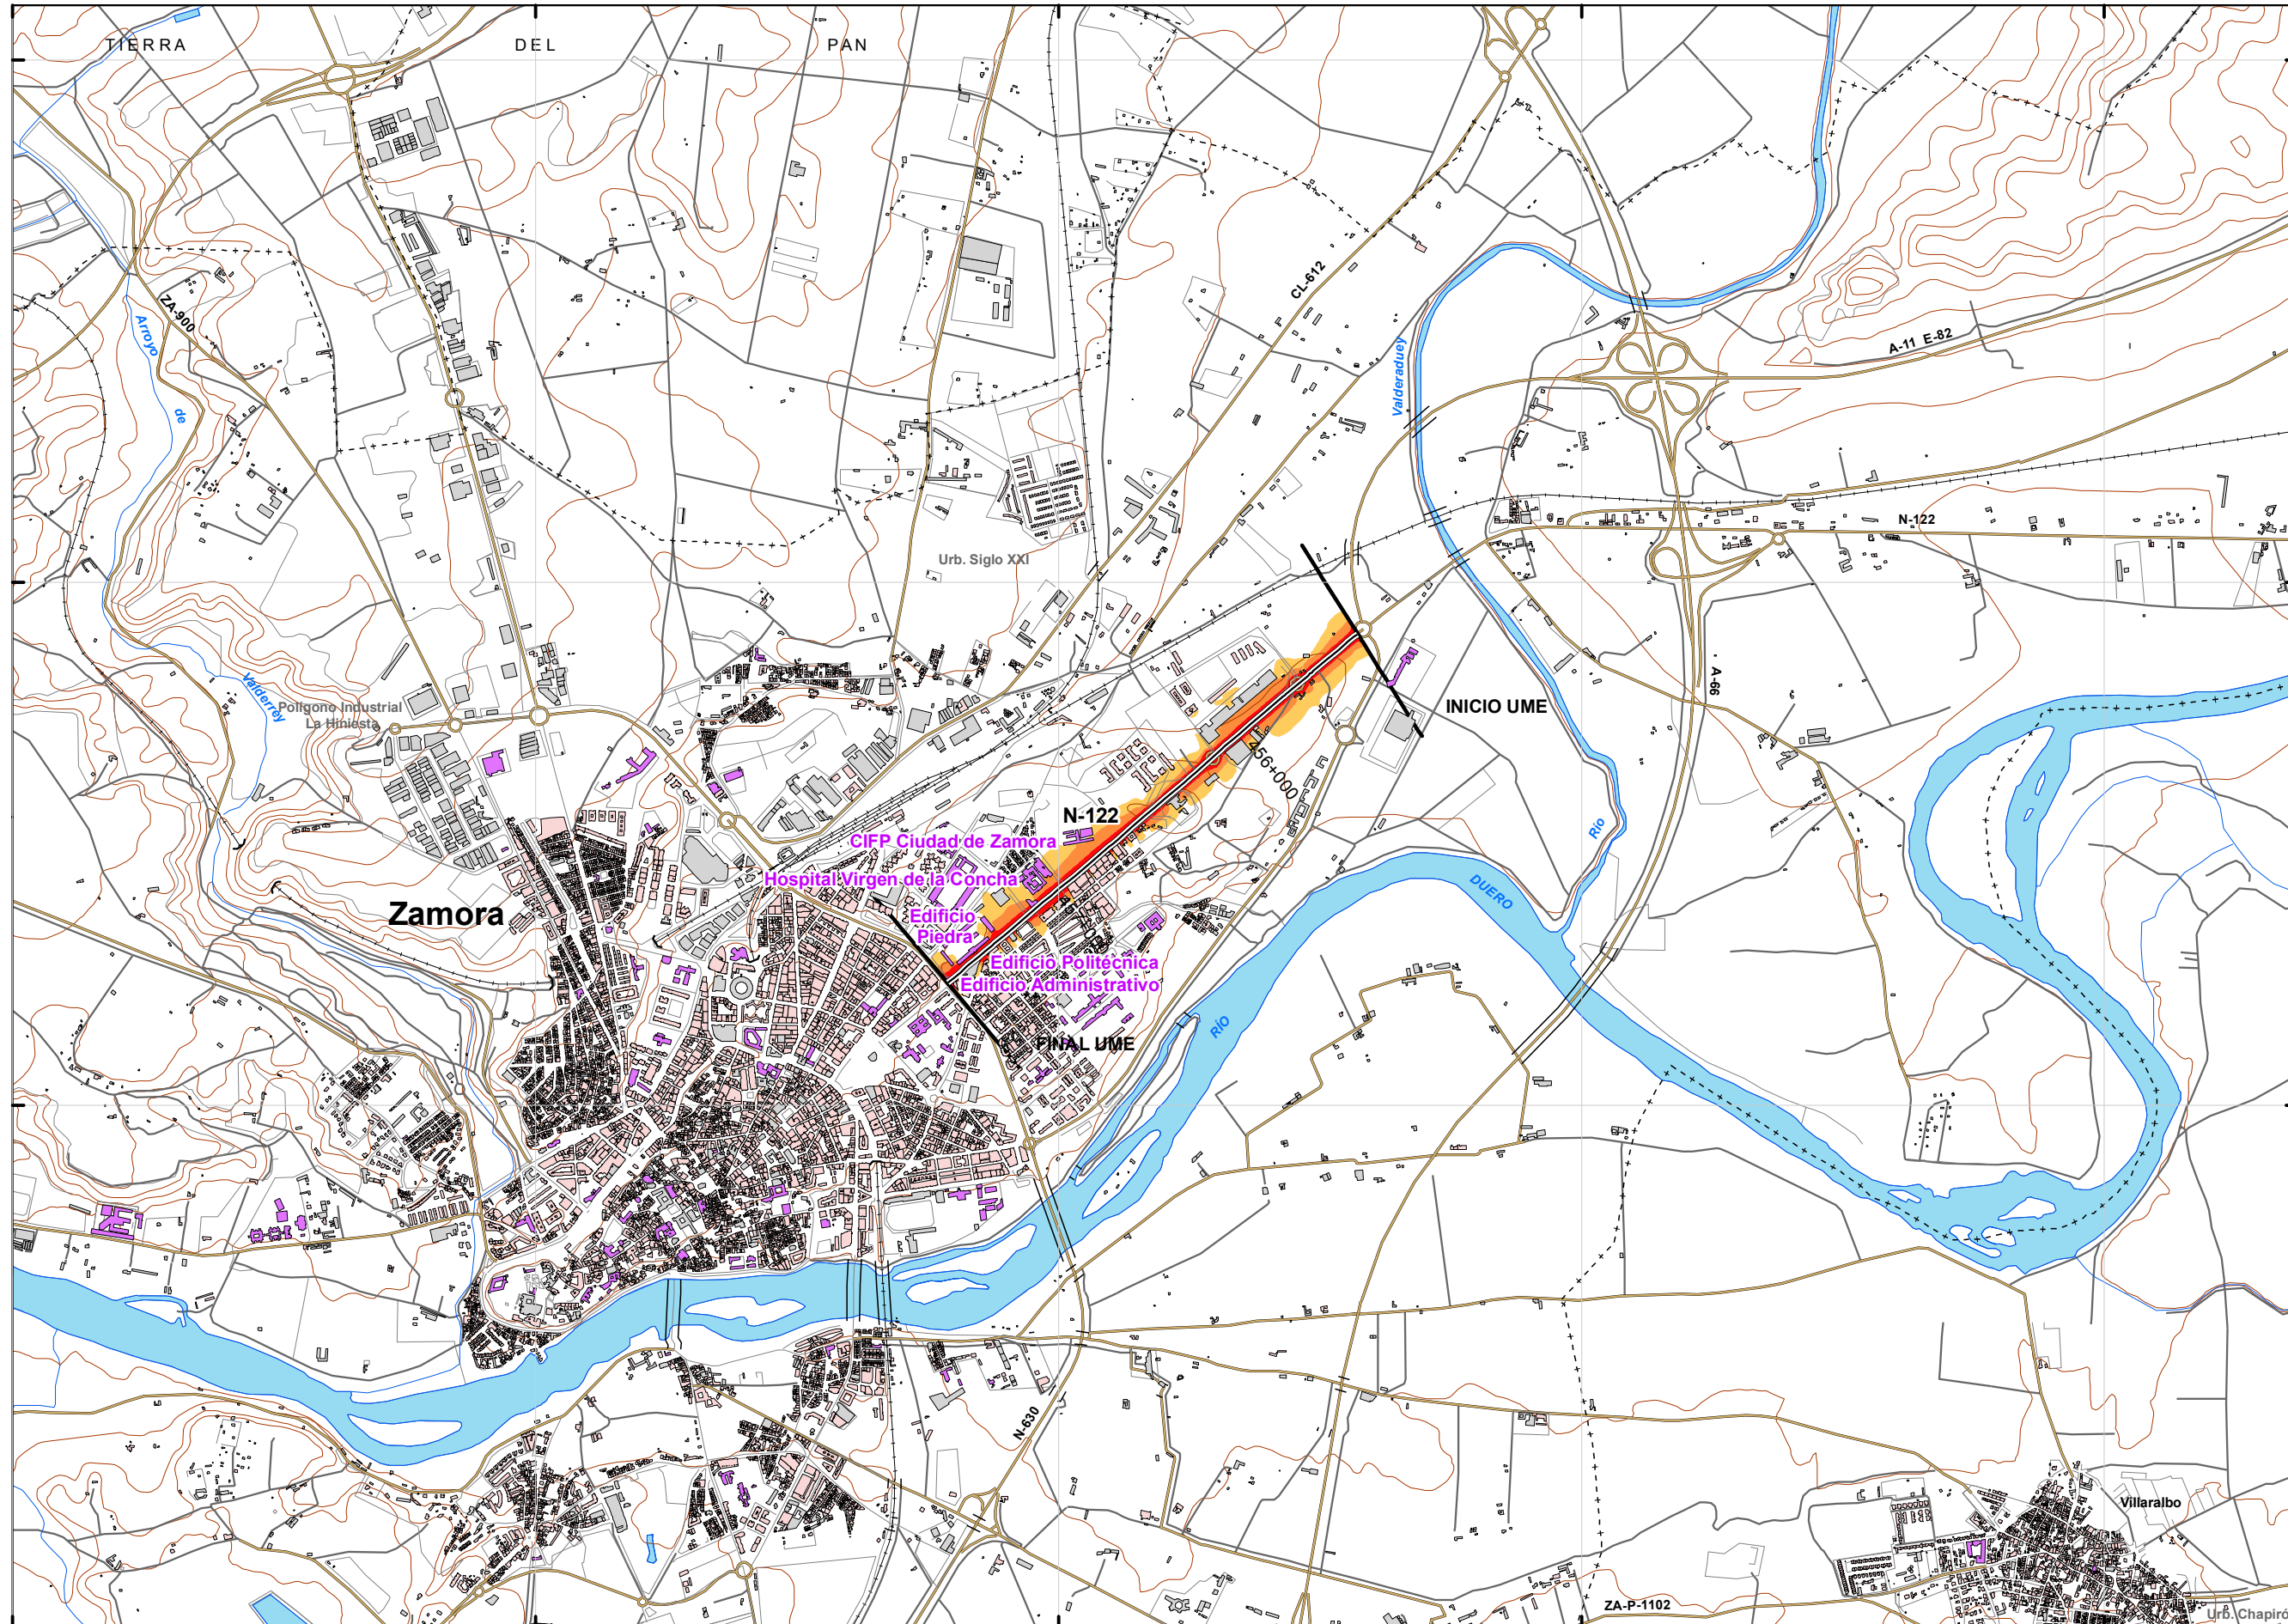 TIERRA DEL PAN
ZA-900
Arroyo
de
Valderrey
CL-612
Valderaduey
A-11 E-82
N-122
Urb. Siglo XXI
A-66
INICIO UME
Polígono Industrial
La Hiniesta
456+000
N-122
CIFP Ciudad de Zamora
Hospital Virgen de la Concha
Río
DUERO
Zamora
Edificio
Piedra
Edificio Politécnica
Edificio Administrativo
RÍO
FINAL UME
N-630
Villaralbo
ZA-P-1102
Urb. Chapiro